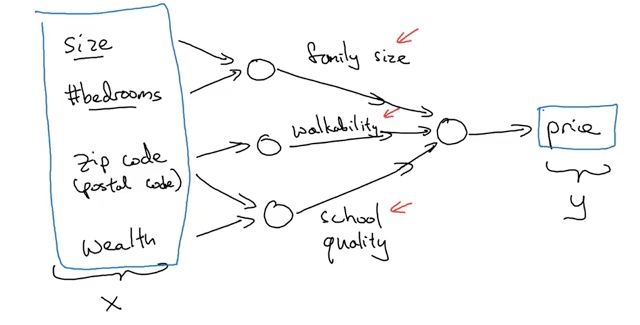 size
#bedrooms
zip code
(postal code)
wealth
x
family size
walkability
school
quality
price
y